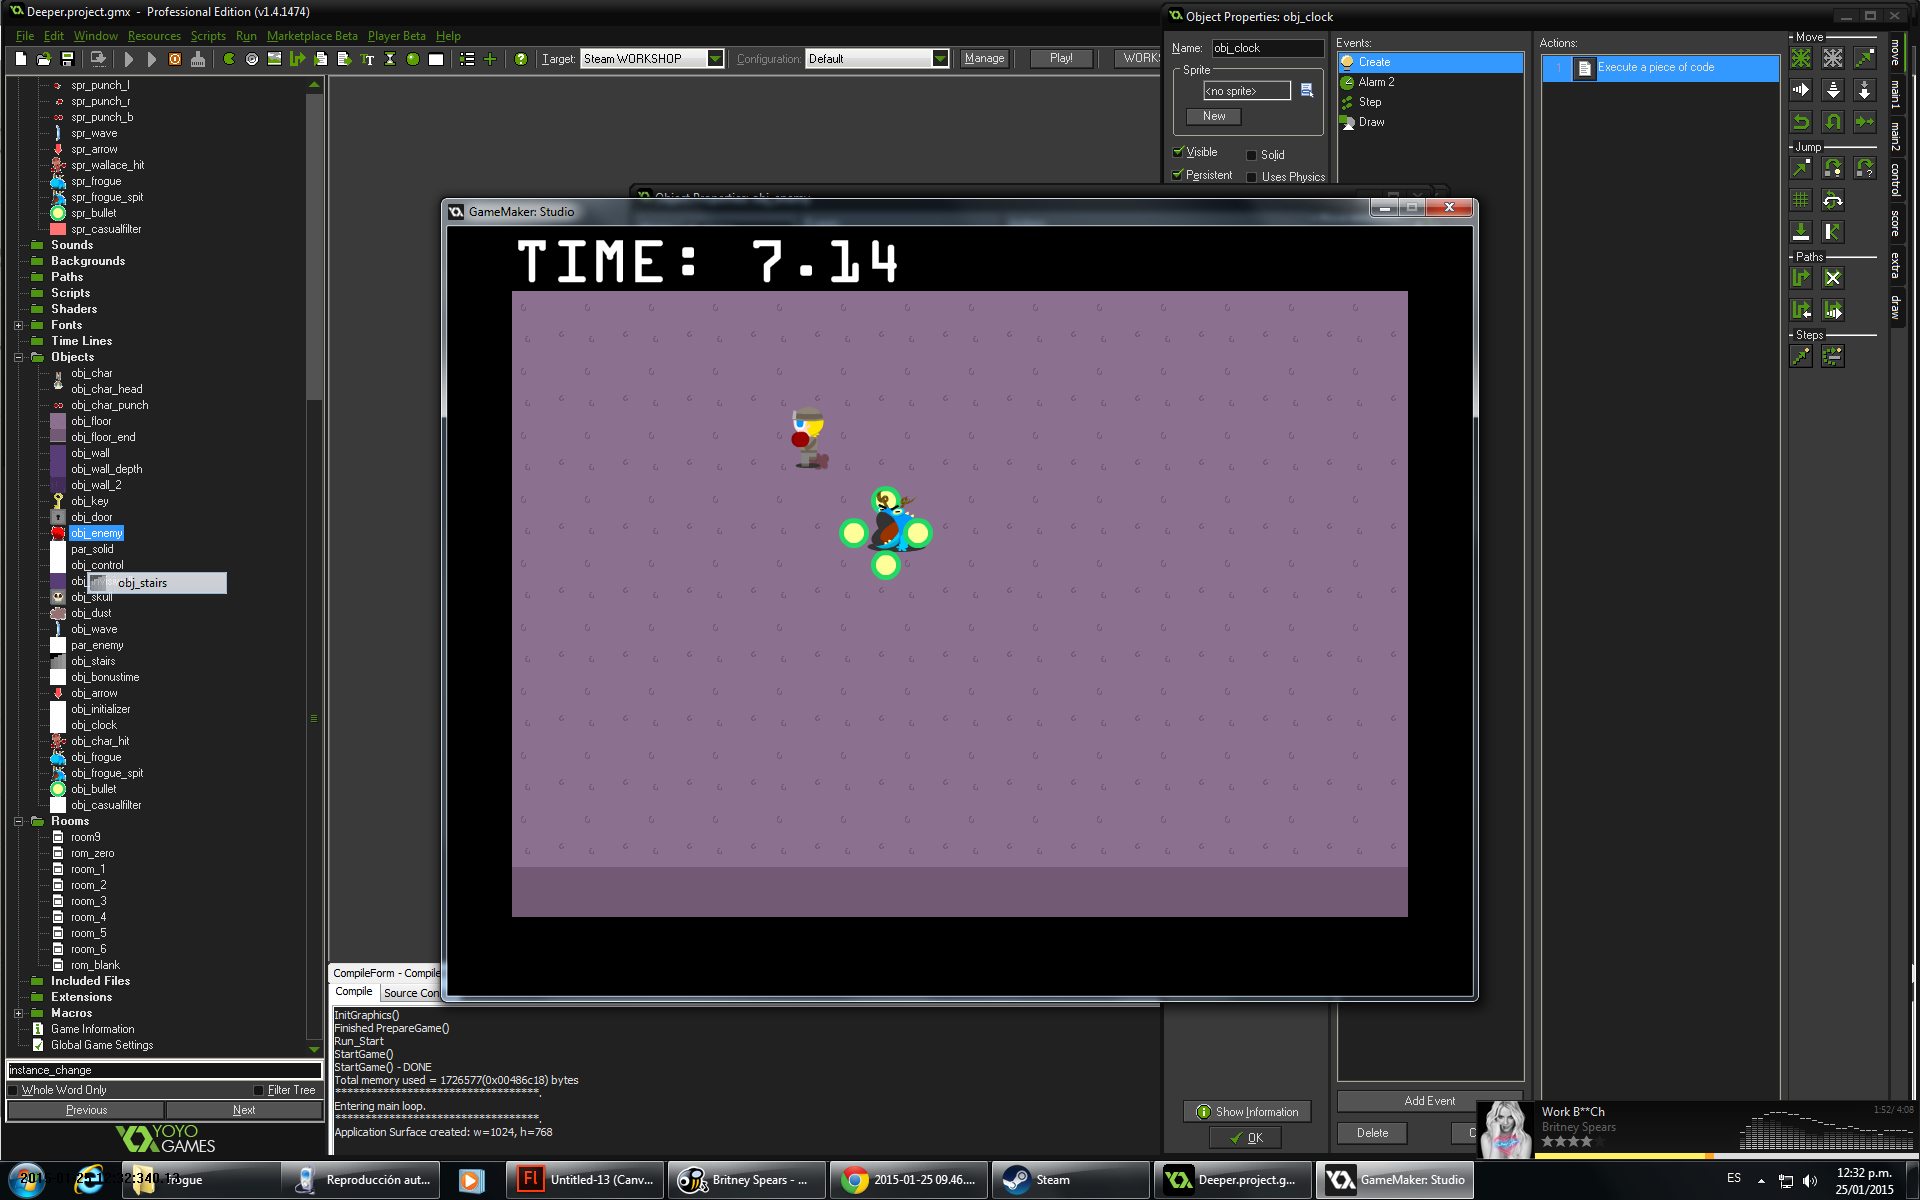 Deeper.project.gmx - Professional Edition (v1.4.1474)
File Edit Window Resources Scripts Run Marketplace Beta Player Beta Help
Target: Steam WORKSHOP Configuration: Default Manage Play! WORKS
spr_punch_l
spr_punch_r
spr_punch_b
spr_wave
spr_arrow
spr_wallace_hit
spr_frogue
spr_frogue_spit
spr_bullet
spr_casualfilter
Sounds
Backgrounds
Paths
Scripts
Shaders
Fonts
Time Lines
Objects
obj_char
obj_char_head
obj_char_punch
obj_floor
obj_floor_end
obj_wall
obj_wall_depth
obj_wall_2
obj_key
obj_door
obj_enemy
par_solid
obj_control
obj_stairs
obj_skull
obj_dust
obj_wave
par_enemy
obj_stairs
obj_bonustime
obj_arrow
obj_initializer
obj_clock
obj_char_hit
obj_frogue
obj_frogue_spit
obj_bullet
obj_casualfilter
Rooms
room9
rom_zero
room_1
room_2
room_3
room_4
room_5
room_6
rom_blank
Included Files
Extensions
Macros
Game Information
Global Game Settings
instance_change
Whole Word Only Filter Tree
Previous Next
YOYO GAMES
GameMaker: Studio
TIME: 7.14
CompileForm - Compile
Compile Source Con
InitGraphics()
Finished PrepareGame()
Run_Start
StartGame()
StartGame() - DONE
Total memory used = 1726577(0x00486c18) bytes
***********************************.
Entering main loop.
***********************************.
Application Surface created: w=1024, h=768
Object Properties: obj_clock
Name: obj_clock
Sprite
<no sprite>
New
Visible Solid
Persistent Uses Physics
Show Information
OK
Events:
Create
Alarm 2
Step
Draw
Add Event
Delete
Actions:
1 Execute a piece of code
Move
Jump
Paths
Steps
move
main1
main2
control
score
extra
draw
Work B**Ch
Britney Spears
1:52/ 4:08
frogue
Reproducción aut...
Untitled-13 (Canv...
Britney Spears - ...
2015-01-25 09.46....
Steam
Deeper.project.g...
GameMaker: Studio
ES
12:32 p.m.
25/01/2015